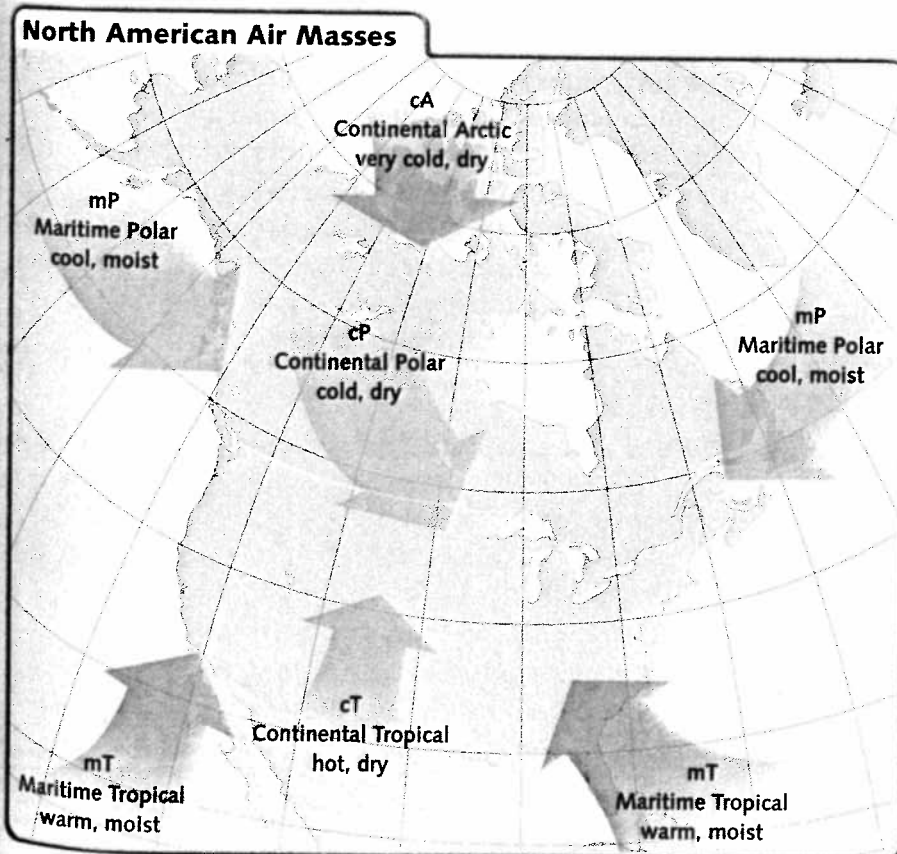 North American Air Masses
cA
Continental Arctic
very cold, dry
mP
Maritime Polar
cool, moist
cP
Continental Polar
cold, dry
mP
Maritime Polar
cool, moist
cT
Continental Tropical
hot, dry
mT
Maritime Tropical
warm, moist
mT
Maritime Tropical
warm, moist